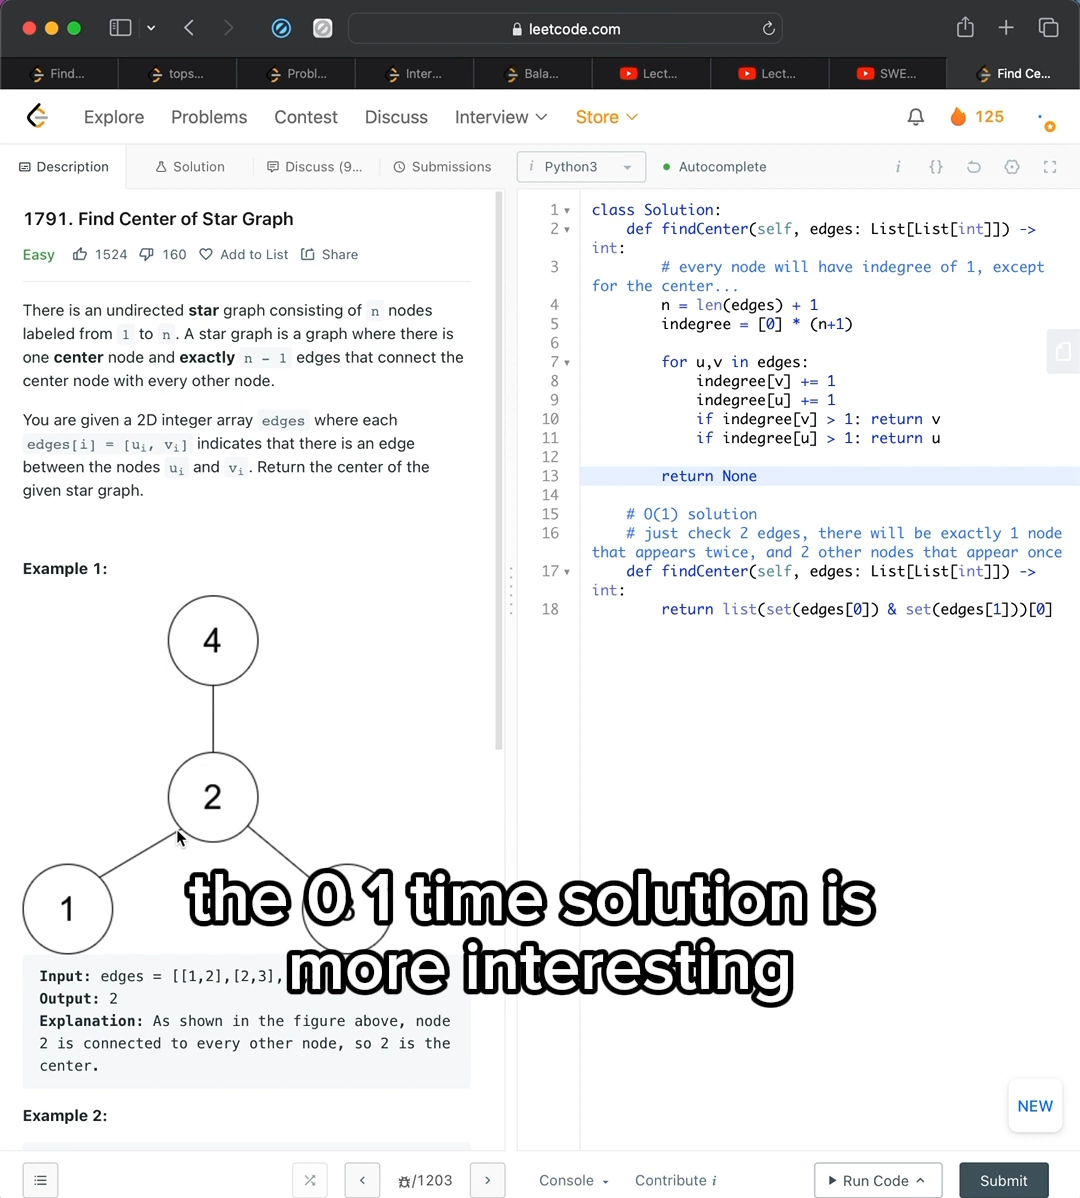 leetcode.com
Find...
tops...
Probl...
Inter...
Bala...
Lect...
Lect...
SWE...
Find Ce...
Explore Problems Contest Discuss Interview Store 125
Description Solution Discuss (9... Submissions
i Python3 Autocomplete i {}
1791. Find Center of Star Graph
Easy 1524 160 Add to List Share
There is an undirected star graph consisting of n nodes
labeled from 1 to n. A star graph is a graph where there is
one center node and exactly n - 1 edges that connect the
center node with every other node.
You are given a 2D integer array edges where each
edges[i] = [ui, vi] indicates that there is an edge
between the nodes ui and vi. Return the center of the
given star graph.
Example 1:
4
2
1
Input: edges = [[1,2],[2,3],
Output: 2
Explanation: As shown in the figure above, node
2 is connected to every other node, so 2 is the
center.
Example 2:
1 class Solution:
2 def findCenter(self, edges: List[List[int]]) ->
int:
3 # every node will have indegree of 1, except
for the center...
4 n = len(edges) + 1
5 indegree = [0] * (n+1)
6
7 for u,v in edges:
8 indegree[v] += 1
9 indegree[u] += 1
10 if indegree[v] > 1: return v
11 if indegree[u] > 1: return u
12
13 return None
14
15 # O(1) solution
16 # just check 2 edges, there will be exactly 1 node
that appears twice, and 2 other nodes that appear once
17 def findCenter(self, edges: List[List[int]]) ->
int:
18 return list(set(edges[0]) & set(edges[1]))[0]
the 0 1 time solution is
more interesting
NEW
/1203 Console Contribute i Run Code Submit